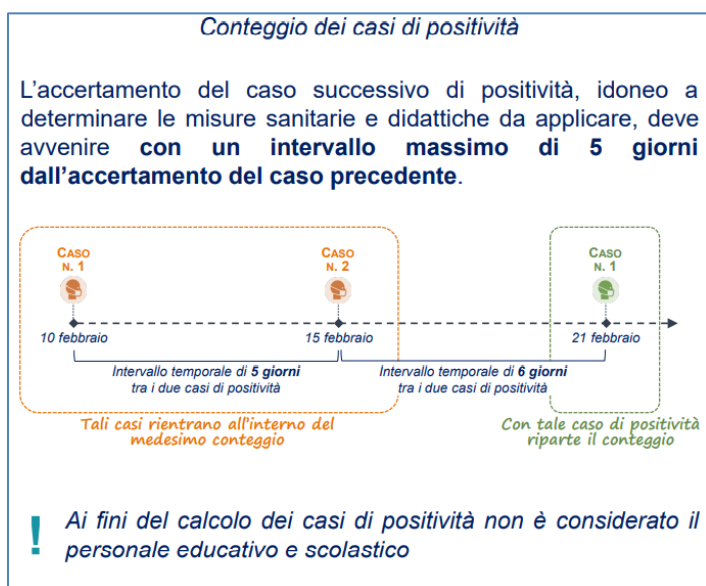 Conteggio dei casi di positività
L'accertamento del caso successivo di positività, idoneo a
determinare le misure sanitarie e didattiche da applicare, deve
avvenire con un intervallo massimo di 5 giorni
dall'accertamento del caso precedente.
CASO
N. 1
CASO
N. 2
CASO
N. 1
10 febbraio
15 febbraio
21 febbraio
Intervallo temporale di 5 giorni
tra i due casi di positività
Intervallo temporale di 6 giorni
tra i due casi di positività
Tali casi rientrano all'interno del
medesimo conteggio
Con tale caso di positività
riparte il conteggio
! Ai fini del calcolo dei casi di positività non è considerato il
personale educativo e scolastico